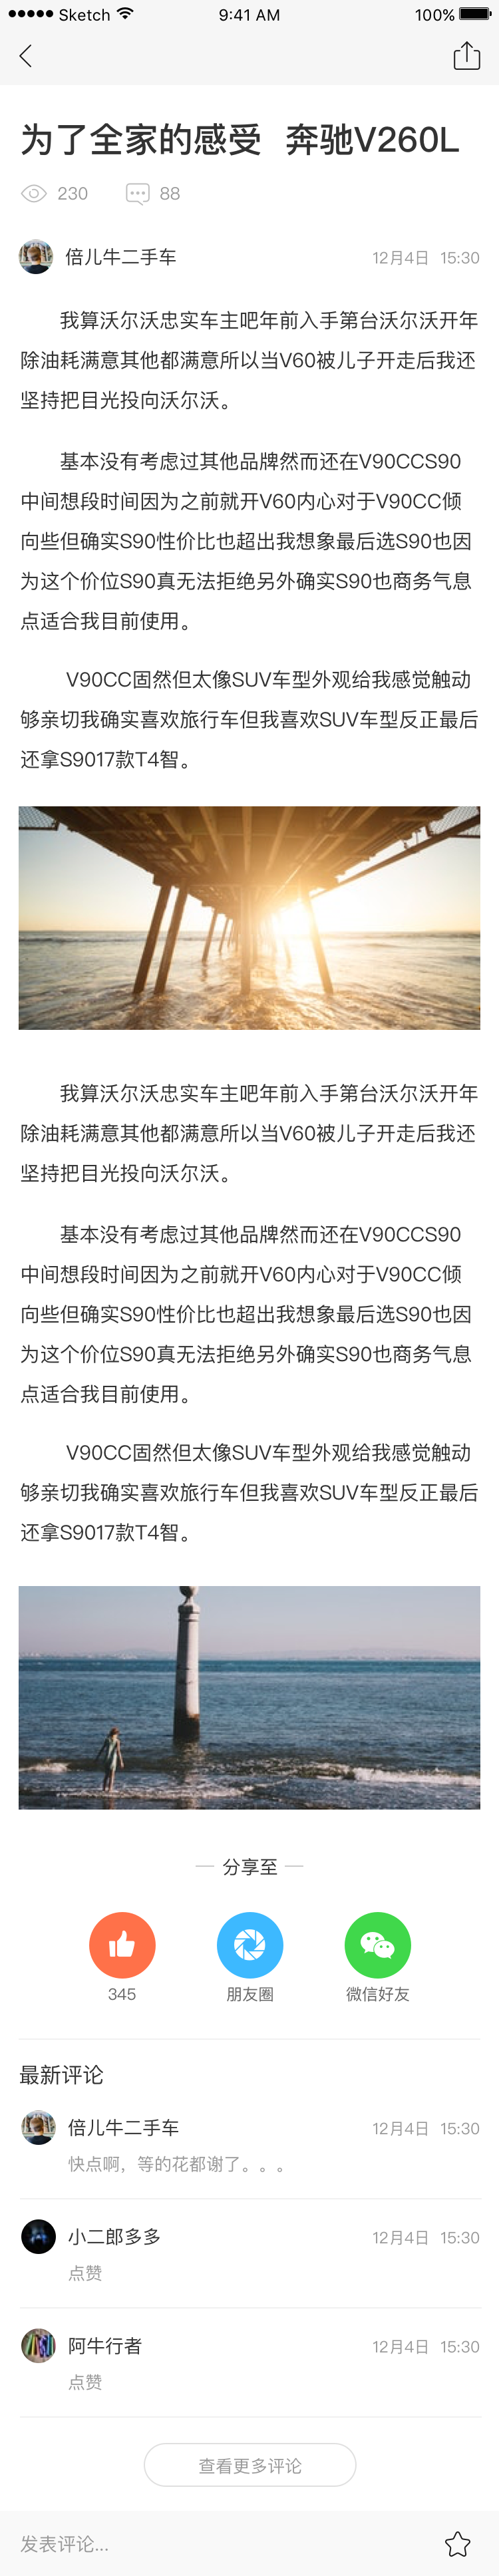 Sketch 9:41 AM 100%
为了全家的感受 奔驰V260L
230 88
倍儿牛二手车 12月4日 15:30
我算沃尔沃忠实车主吧年前入手第台沃尔沃开年
除油耗满意其他都满意所以当V60被儿子开走后我还
坚持把目光投向沃尔沃。
基本没有考虑过其他品牌然而还在V90CCS90
中间想段时间因为之前就开V60内心对于V90CC倾
向些但确实S90性价比也超出我想象最后选S90也因
为这个价位S90真无法拒绝另外确实S90也商务气息
点适合我目前使用。
V90CC固然但太像SUV车型外观给我感觉触动
够亲切我确实喜欢旅行车但我喜欢SUV车型反正最后
还拿S9017款T4智。
我算沃尔沃忠实车主吧年前入手第台沃尔沃开年
除油耗满意其他都满意所以当V60被儿子开走后我还
坚持把目光投向沃尔沃。
基本没有考虑过其他品牌然而还在V90CCS90
中间想段时间因为之前就开V60内心对于V90CC倾
向些但确实S90性价比也超出我想象最后选S90也因
为这个价位S90真无法拒绝另外确实S90也商务气息
点适合我目前使用。
V90CC固然但太像SUV车型外观给我感觉触动
够亲切我确实喜欢旅行车但我喜欢SUV车型反正最后
还拿S9017款T4智。
分享至
345 朋友圈 微信好友
最新评论
倍儿牛二手车 12月4日 15:30
快点啊，等的花都谢了。。。
小二郎多多 12月4日 15:30
点赞
阿牛行者 12月4日 15:30
点赞
查看更多评论
发表评论...